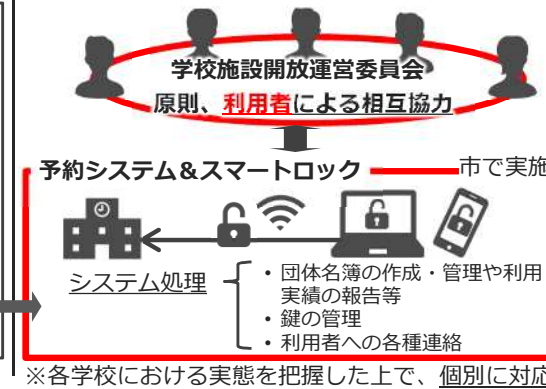 学校施設開放運営委員会
原則、利用者による相互協力
予約システム&スマートロック
市で実施
システム処理
・団体名簿の作成・管理や利用
実績の報告等
・鍵の管理
・利用者への各種連絡
※各学校における実態を把握した上で、個別に対応